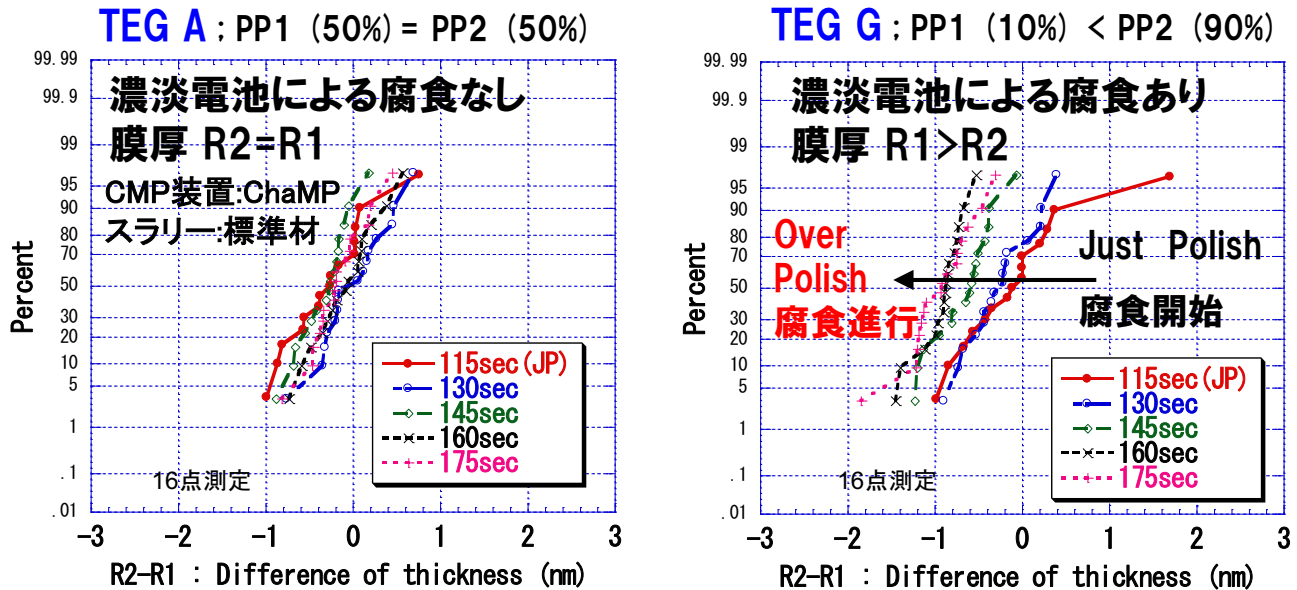 TEG A ; PP1 (50%) = PP2 (50%)
99.99
99.9
99
95
90
80
70
50
30
20
10
5
1
.1
.01
Percent
濃淡電池による腐食なし
膜厚 R2=R1
CMP装置:ChaMP
スラリー:標準材
115sec(JP)
130sec
145sec
160sec
175sec
16点測定
-3 -2 -1 0 1 2 3
R2-R1 : Difference of thickness (nm)
TEG G ; PP1 (10%) < PP2 (90%)
99.99
99.9
99
95
90
80
70
50
30
20
10
5
1
.1
.01
Percent
濃淡電池による腐食あり
膜厚 R1>R2
Over
Polish
腐食進行
Just Polish
腐食開始
115sec(JP)
130sec
145sec
160sec
175sec
16点測定
-3 -2 -1 0 1 2 3
R2-R1 : Difference of thickness (nm)